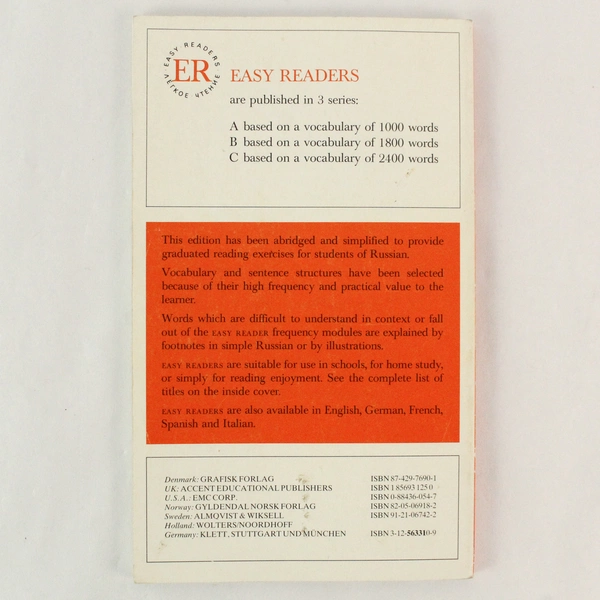 EASY READERS
ER
ЛЁГКОЕ ЧТЕНИЕ
EASY READERS
are published in 3 series:
A based on a vocabulary of 1000 words
B based on a vocabulary of 1800 words
C based on a vocabulary of 2400 words
This edition has been abridged and simplified to provide
graduated reading exercises for students of Russian.
Vocabulary and sentence structures have been selected
because of their high frequency and practical value to the
learner.
Words which are difficult to understand in context or fall
out of the EASY READER frequency modules are explained by
footnotes in simple Russian or by illustrations.
EASY READERS are suitable for use in schools, for home study,
or simply for reading enjoyment. See the complete list of
titles on the inside cover.
EASY READERS are also available in English, German, French,
Spanish and Italian.
Denmark: GRAFISK FORLAG ISBN 87-429-7690-1
UK: ACCENT EDUCATIONAL PUBLISHERS ISBN 1 85693 125 0
U.S.A.: EMC CORP. ISBN 0-88436-054-7
Norway: GYLDENDAL NORSK FORLAG ISBN 82-05-06918-2
Sweden: ALMQVIST & WIKSELL ISBN 91-21-06742-2
Holland: WOLTERS/NOORDHOFF
Germany: KLETT, STUTTGART UND MÜNCHEN ISBN 3-12-563310-9